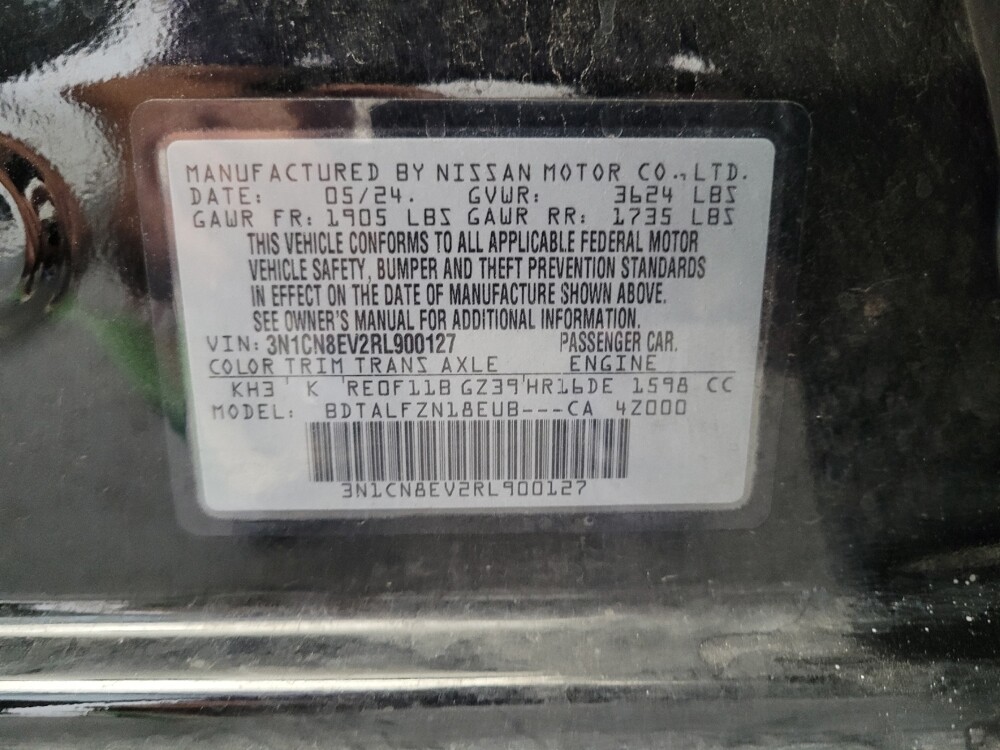 MANUFACTURED BY NISSAN MOTOR CO.,LTD.
DATE: 05/24. GVWR: 3624 LBS
GAWR FR: 1905 LBS GAWR RR: 1735 LBS
THIS VEHICLE CONFORMS TO ALL APPLICABLE FEDERAL MOTOR
VEHICLE SAFETY, BUMPER AND THEFT PREVENTION STANDARDS
IN EFFECT ON THE DATE OF MANUFACTURE SHOWN ABOVE.
SEE OWNER'S MANUAL FOR ADDITIONAL INFORMATION.
VIN: 3N1CN8EV2RL900127 PASSENGER CAR.
COLOR TRIM TRANS AXLE ENGINE
KH3 K RE0F11B GZ39 HR16DE 1598 CC
MODEL: BDTALFZN18EUB---CA 4Z000
3N1CN8EV2RL900127